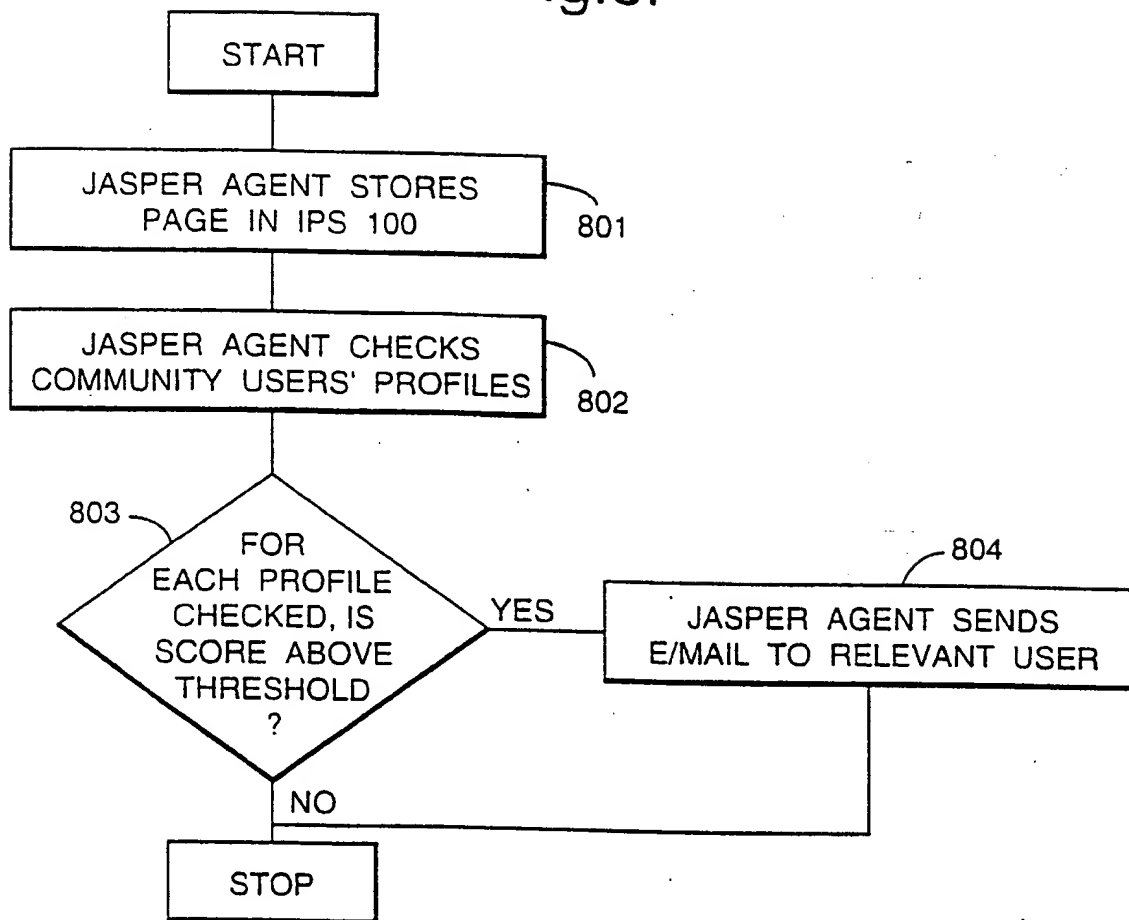 START
JASPER AGENT STORES
PAGE IN IPS 100
801
JASPER AGENT CHECKS
COMMUNITY USERS' PROFILES
802
803
FOR
EACH PROFILE
CHECKED, IS
SCORE ABOVE
THRESHOLD
?
YES
804
JASPER AGENT SENDS
E/MAIL TO RELEVANT USER
NO
STOP